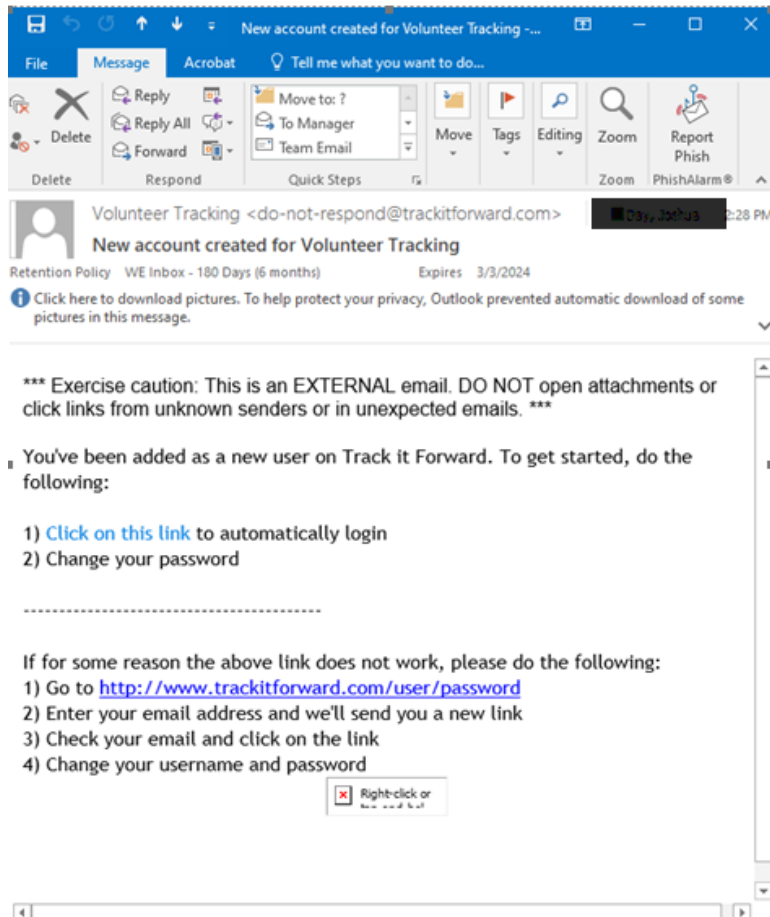 New account created for Volunteer Tracking -...
File Message Acrobat Tell me what you want to do...
Delete
Reply
Reply All
Forward
Move to: ?
To Manager
Team Email
Move
Tags
Editing
Zoom
Report
Phish
Delete Respond Quick Steps Zoom PhishAlarm®
Volunteer Tracking <do-not-respond@trackitforward.com> 2:28 PM
New account created for Volunteer Tracking
Retention Policy WE Inbox - 180 Days (6 months) Expires 3/3/2024
Click here to download pictures. To help protect your privacy, Outlook prevented automatic download of some
pictures in this message.
*** Exercise caution: This is an EXTERNAL email. DO NOT open attachments or
click links from unknown senders or in unexpected emails. ***
You've been added as a new user on Track it Forward. To get started, do the
following:
1) Click on this link to automatically login
2) Change your password
------------------------------------------
If for some reason the above link does not work, please do the following:
1) Go to http://www.trackitforward.com/user/password
2) Enter your email address and we'll send you a new link
3) Check your email and click on the link
4) Change your username and password
Right-click or